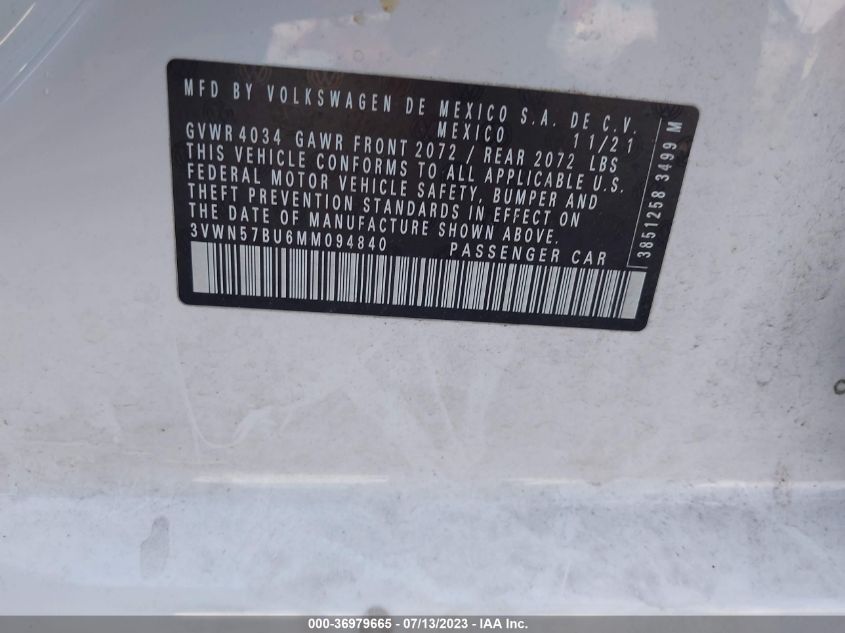 MFD BY VOLKSWAGEN DE MEXICO S.A. DE C.V.
MEXICO 11/21
GVWR 4034 GAWR FRONT 2072 / REAR 2072 LBS
THIS VEHICLE CONFORMS TO ALL APPLICABLE U.S.
FEDERAL MOTOR VEHICLE SAFETY, BUMPER AND
THEFT PREVENTION STANDARDS IN EFFECT ON
THE DATE OF MANUFACTURE SHOWN ABOVE.
3VWN57BU6MM094840 PASSENGER CAR
3851258 3499 M
000-36979665 - 07/13/2023 - IAA Inc.